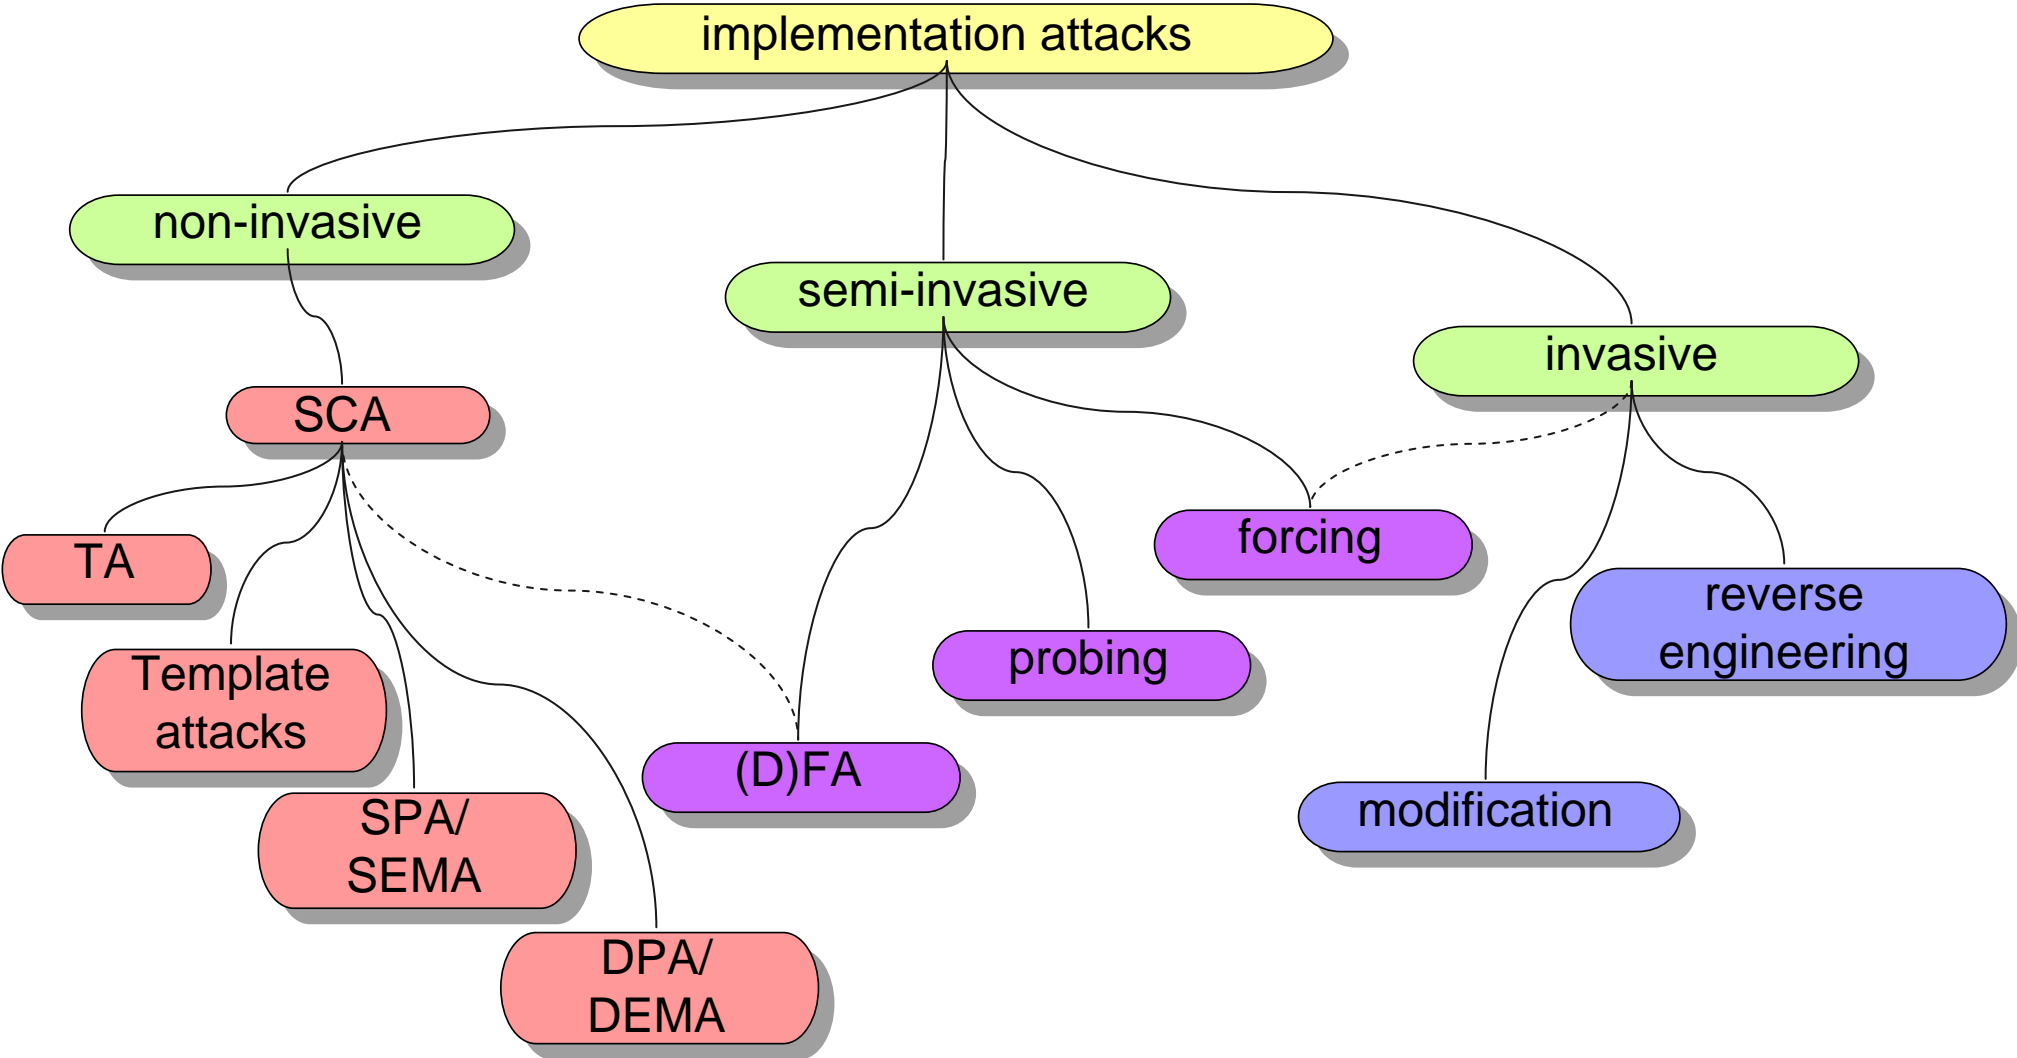 implementation attacks
non-invasive
semi-invasive
invasive
SCA
TA
forcing
reverse
engineering
probing
Template
attacks
(D)FA
modification
SPA/
SEMA
DPA/
DEMA